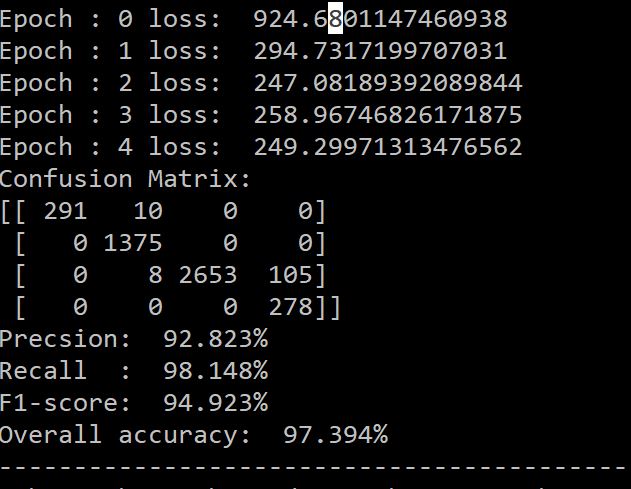 Epoch : 0 loss:  924.6801147460938
Epoch : 1 loss:  294.7317199707031
Epoch : 2 loss:  247.08189392089844
Epoch : 3 loss:  258.96746826171875
Epoch : 4 loss:  249.29971313476562
Confusion Matrix:
[[ 291   10    0    0]
 [   0 1375    0    0]
 [   0    8 2653  105]
 [   0    0    0  278]]
Precsion:  92.823%
Recall  :  98.148%
F1-score:  94.923%
Overall accuracy:  97.394%
------------------------------------------